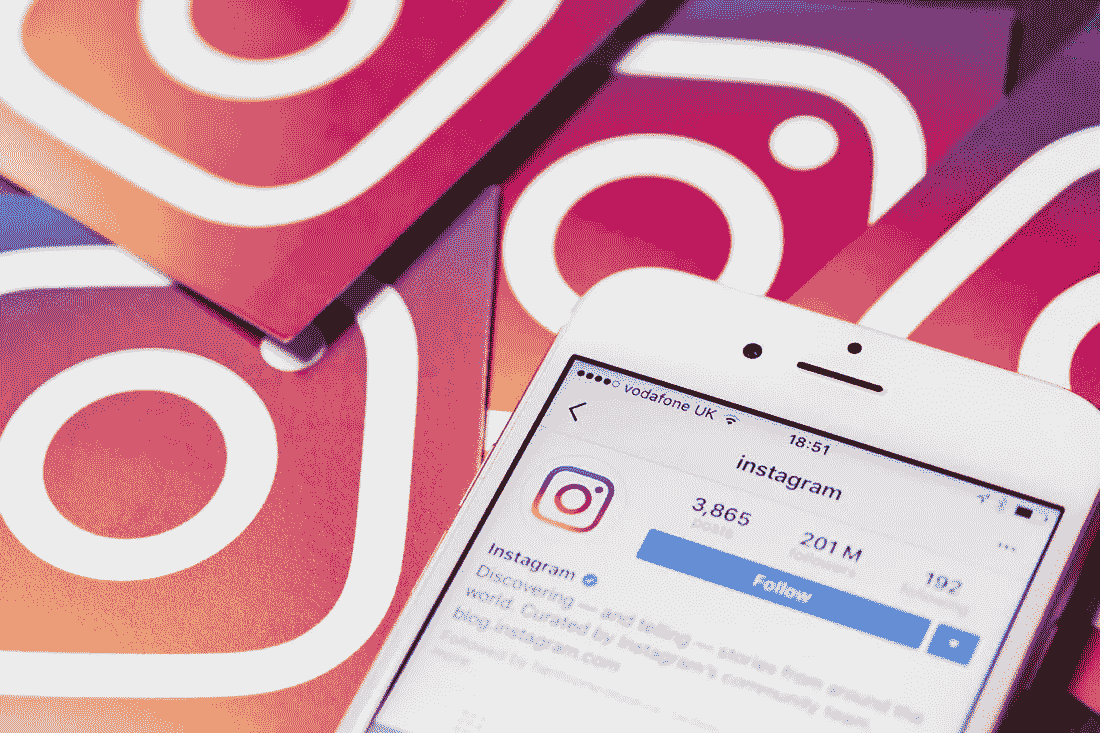 vodafone UK
18:51
instagram
3,865 201 M 192
posts followers following
Follow
Instagram
Discovering — and telling — stories from around the
world. Curated by Instagram's community team.
blog.instagram.com
Followed by
more